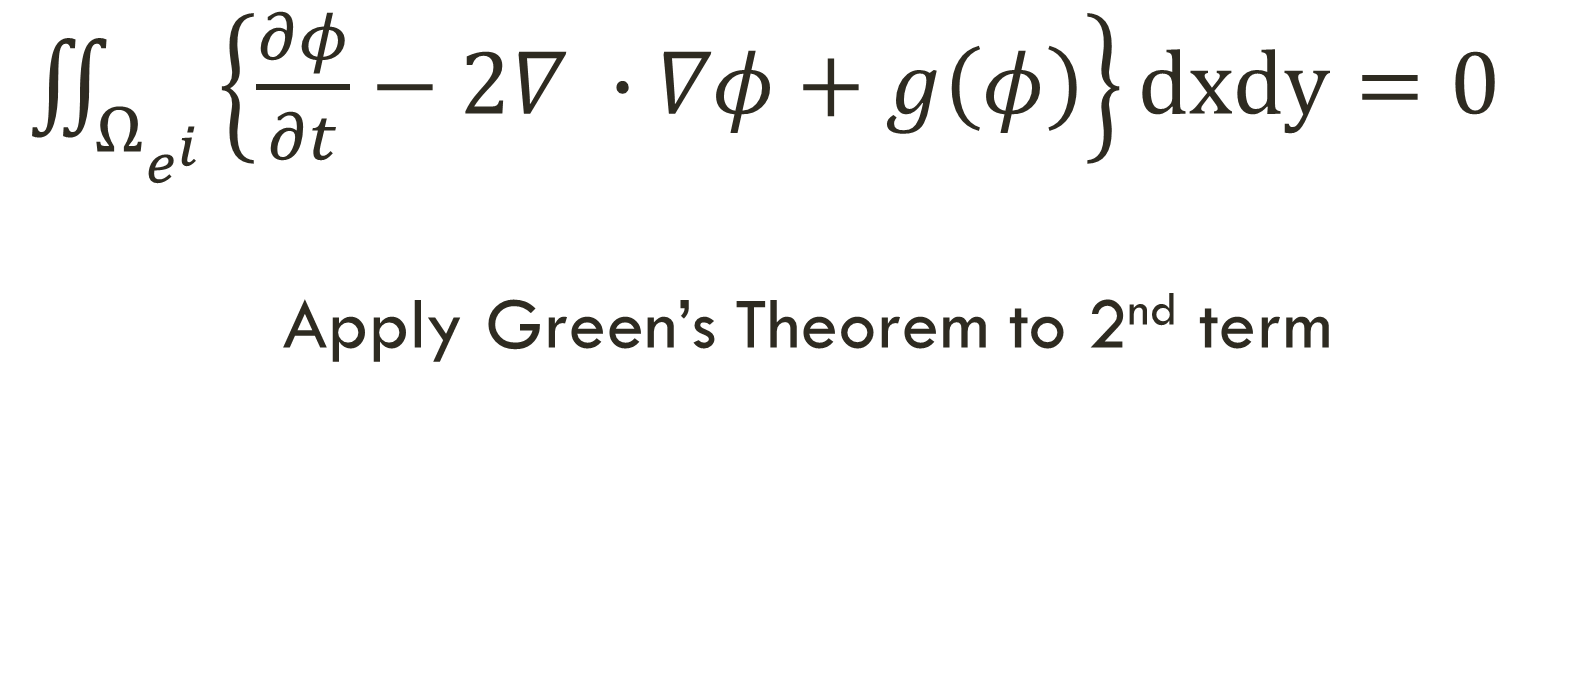 ∬_{Ω_{e^i}} {∂ϕ/∂t − 2∇ · ∇ϕ + g(ϕ)} dxdy = 0
Apply Green’s Theorem to 2nd term